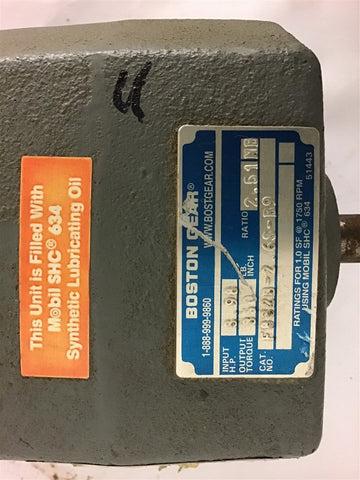 This Unit is Filled With
Mobil SHC® 634
Synthetic Lubricating Oil
BOSTON GEAR®
WWW.BOSTGEAR.COM
1-888-999-9860
INPUT H.P.
OUTPUT TORQUE LB INCH
RATIO
CAT. NO.
RATINGS FOR 1.0 SF @ 1750 RPM
USING MOBIL SHC® 634 51443